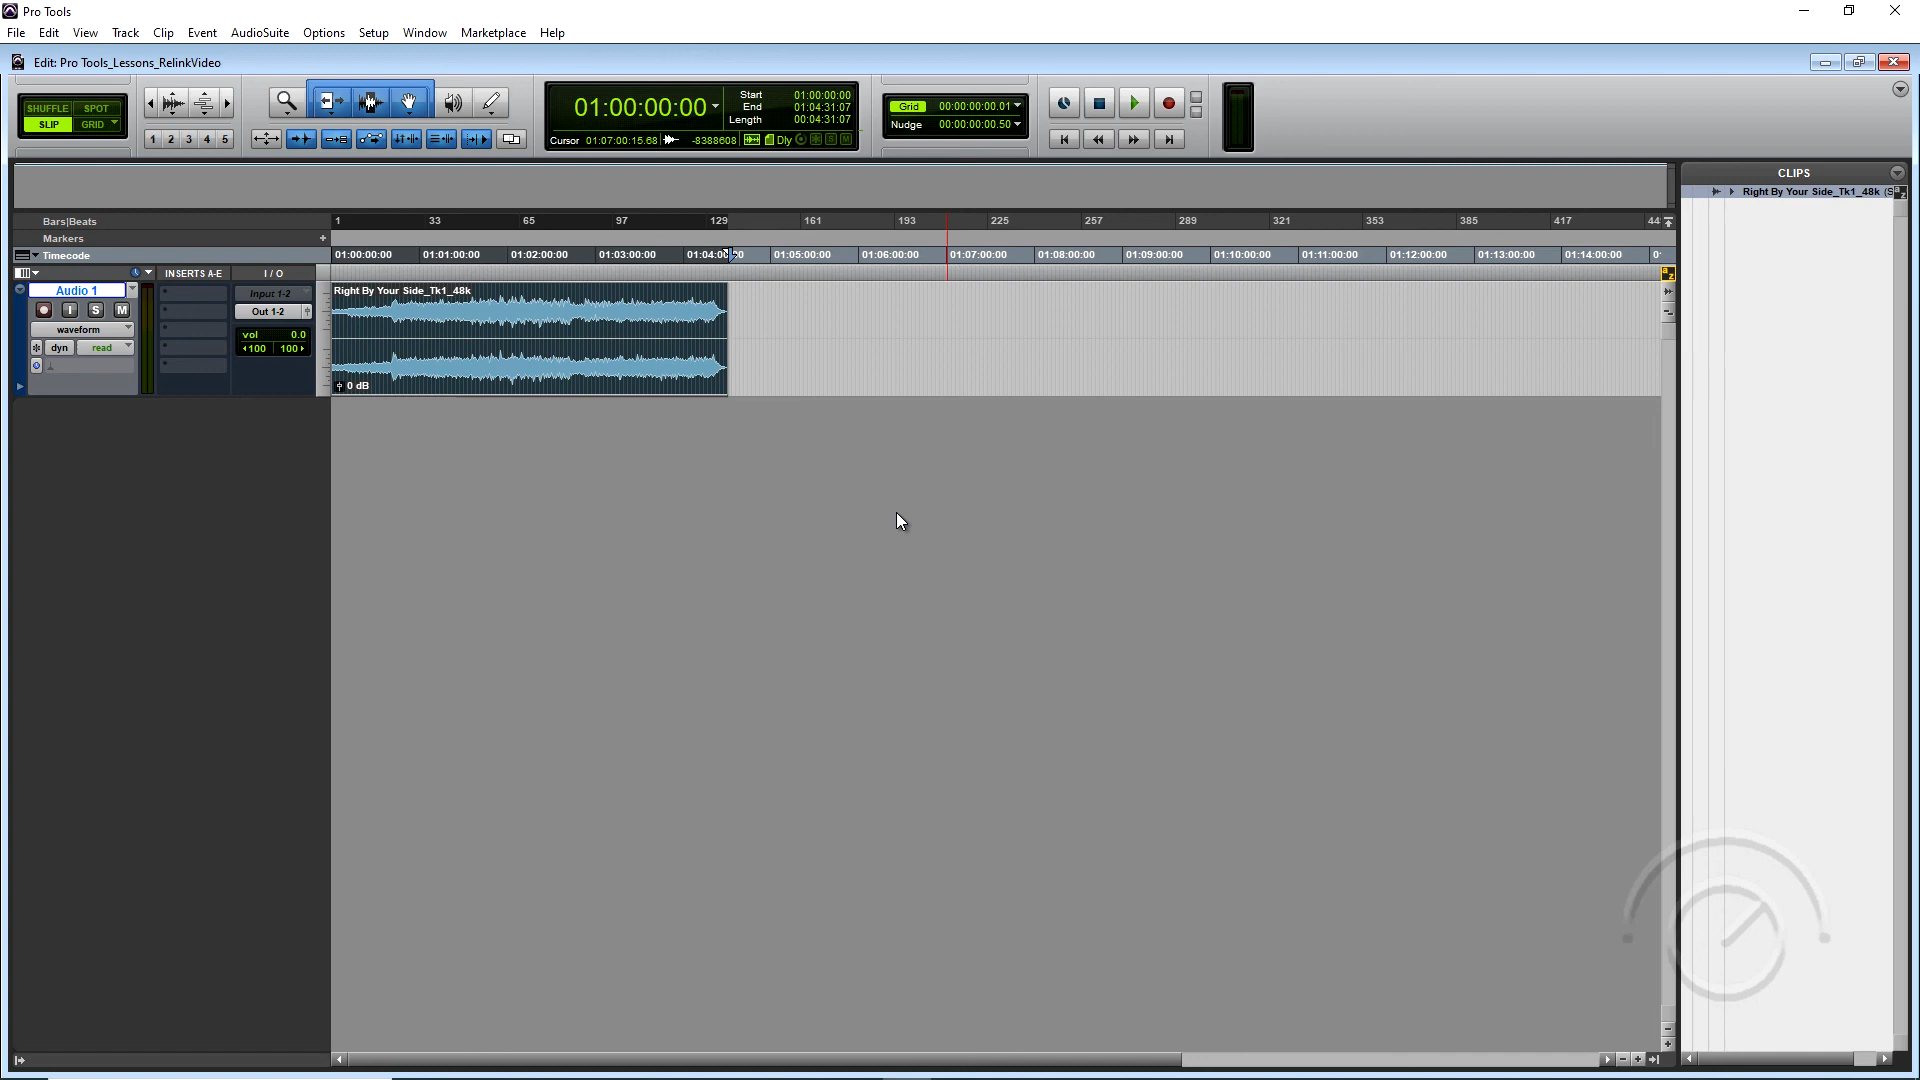 Pro Tools
File Edit View Track Clip Event AudioSuite Options Setup Window Marketplace Help
Edit: Pro Tools_Lessons_RelinkVideo
SHUFFLE SPOT
SLIP GRID
1 2 3 4 5
01:00:00:00
Start 01:00:00:00
End 01:04:31:07
Length 00:04:31:07
Cursor 01:07:00:15.68 -8388608 Dly S M
Grid 00:00:00:00.01
Nudge 00:00:00:00.50
CLIPS
Right By Your Side_Tk1_48k (S
Bars|Beats 1 33 65 97 129 161 193 225 257 289 321 353 385 417 44
Markers
Timecode 01:00:00:00 01:01:00:00 01:02:00:00 01:03:00:00 01:04:00 01:05:00:00 01:06:00:00 01:07:00:00 01:08:00:00 01:09:00:00 01:10:00:00 01:11:00:00 01:12:00:00 01:13:00:00 01:14:00:00
INSERTS A-E I / O
Audio 1 Input 1-2
I S M Out 1-2
waveform
vol 0.0
dyn read
100 100
Right By Your Side_Tk1_48k
0 dB